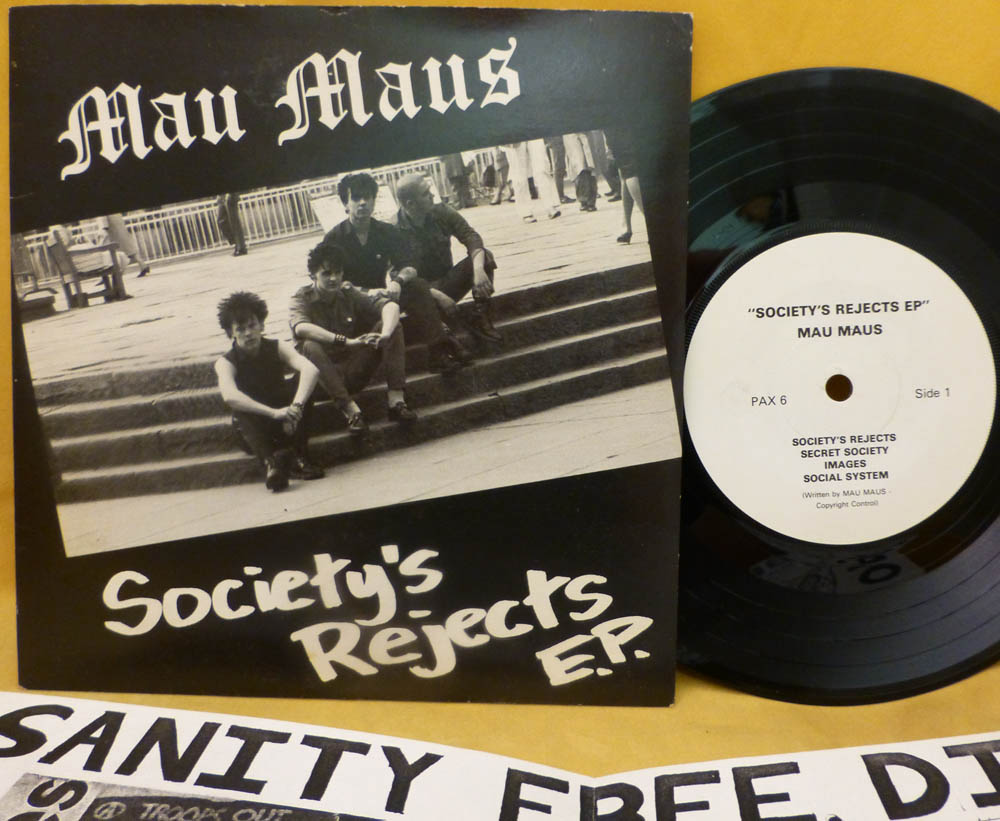 Mau Maus
Society's
Rejects
E.P.
"SOCIETY'S REJECTS EP"
MAU MAUS
PAX 6
Side 1
SOCIETY'S REJECTS
SECRET SOCIETY
IMAGES
SOCIAL SYSTEM
(Written by MAU MAUS -
Copyright Control)
SANITY FREE. DI
TROOPS OUT